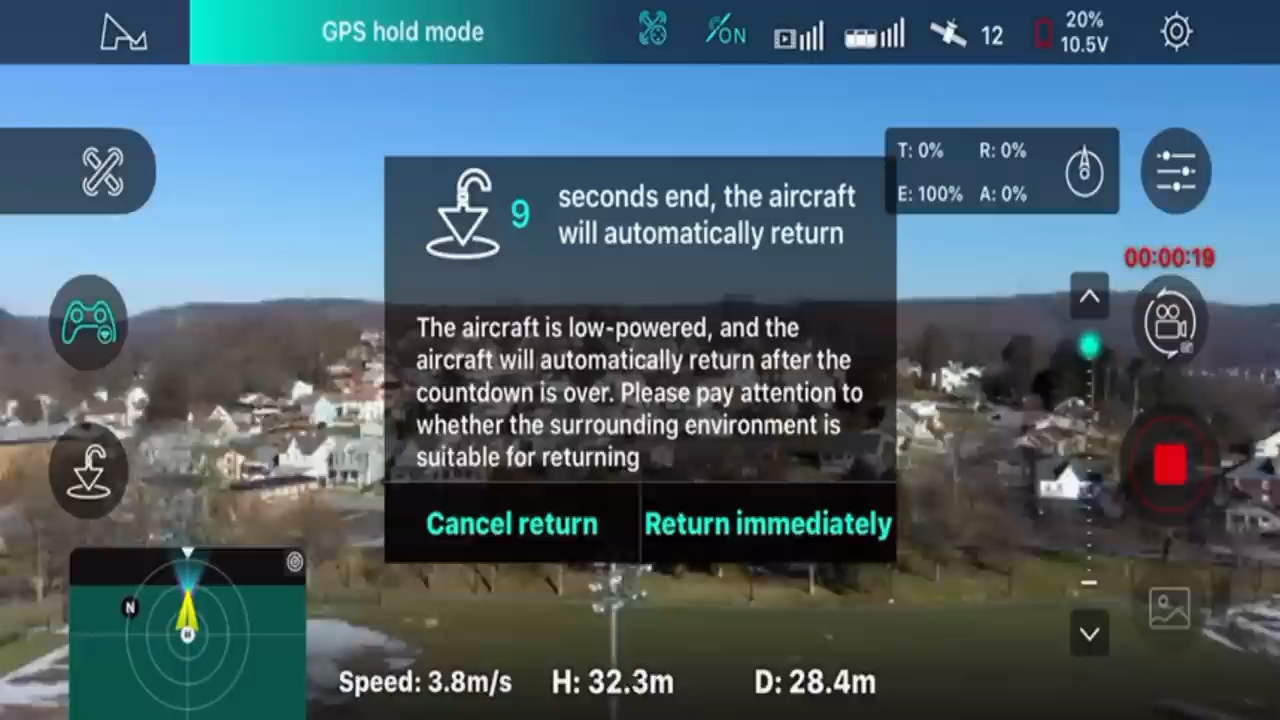 GPS hold mode
ON
12
20%
10.5V
T: 0% R: 0%
E: 100% A: 0%
9
seconds end, the aircraft
will automatically return
00:00:19
The aircraft is low-powered, and the
aircraft will automatically return after the
countdown is over. Please pay attention to
whether the surrounding environment is
suitable for returning
Cancel return
Return immediately
N
H
Speed: 3.8m/s H: 32.3m D: 28.4m